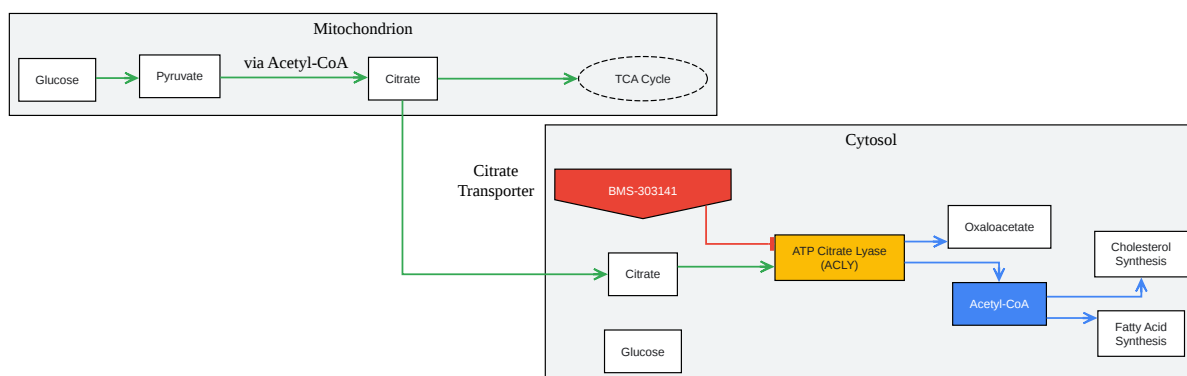 Mitochondrion
via Acetyl-CoA
Glucose
Pyruvate
Citrate
TCA Cycle
Cytosol
Citrate
Transporter
BMS-303141
Oxaloacetate
ATP Citrate Lyase
(ACLY)
Cholesterol
Synthesis
Citrate
Acetyl-CoA
Fatty Acid
Synthesis
Glucose